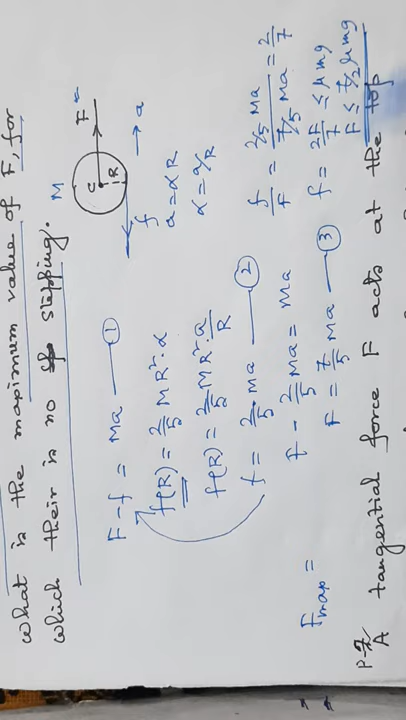 what is the maximum value of F, for
which their is no slipping.
M
F
C
R
→ a
f
a = αR
α = a/R
F - f = Ma — ①
f(R) = 2/5 MR² · α
f(R) = 2/5 MR² · a/R
f = 2/5 · Ma — ②
F - 2/5 Ma = Ma
F = 7/5 Ma — ③
f/F = (2/5 Ma)/(7/5 Ma) = 2/7
f = 2F/7 ≤ μmg
F ≤ 7/2 μmg
Fmax =
tangential force F acts at the top